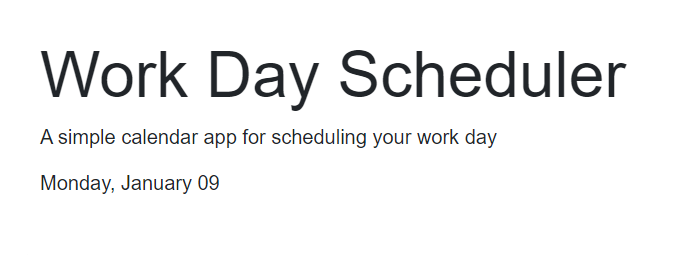 Work Day Scheduler
A simple calendar app for scheduling your work day
Monday, January 09